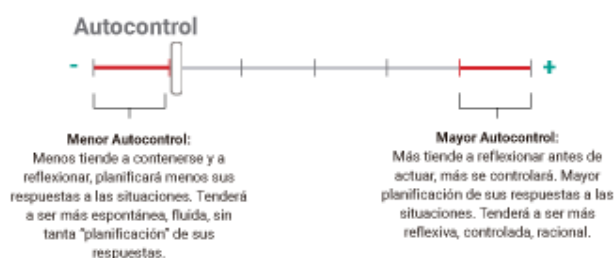 Autocontrol
- +
Menor Autocontrol:
Menos tiende a contenerse y a
reflexionar, planificará menos sus
respuestas a las situaciones. Tenderá
a ser más espontánea, fluida, sin
tanta "planificación" de sus
respuestas.
Mayor Autocontrol:
Más tiende a reflexionar antes de
actuar, más se controlará. Mayor
planificación de sus respuestas a las
situaciones. Tenderá a ser más
reflexiva, controlada, racional.